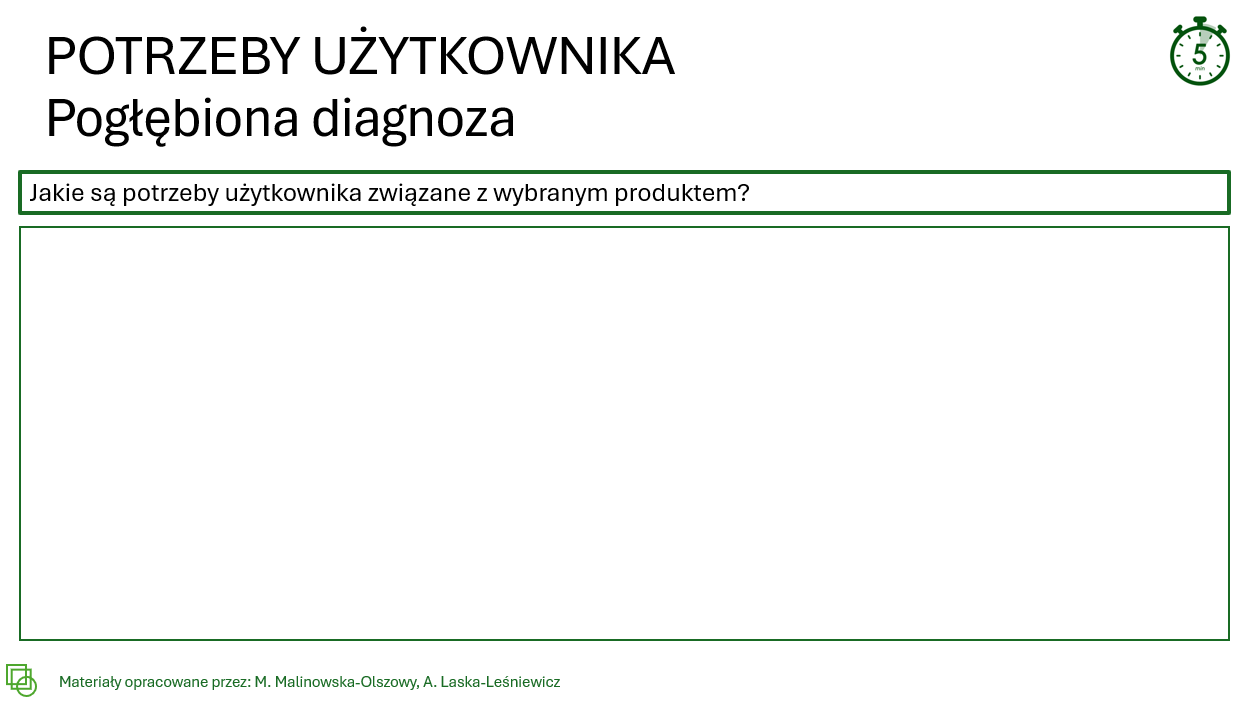 POTRZEBY UŻYTKOWNIKA
Pogłębiona diagnoza
5
min
Jakie są potrzeby użytkownika związane z wybranym produktem?
Materiały opracowane przez: M. Malinowska-Olszowy, A. Laska-Leśniewicz